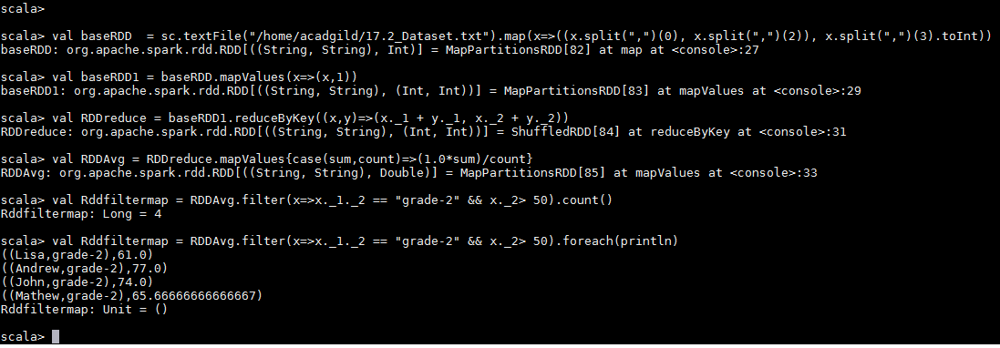 scala>
scala> val baseRDD  = sc.textFile("/home/acadgild/17.2_Dataset.txt").map(x=>((x.split(",")(0), x.split(",")(2)), x.split(",")(3).toInt))
baseRDD: org.apache.spark.rdd.RDD[((String, String), Int)] = MapPartitionsRDD[82] at map at <console>:27
scala> val baseRDD1 = baseRDD.mapValues(x=>(x,1))
baseRDD1: org.apache.spark.rdd.RDD[((String, String), (Int, Int))] = MapPartitionsRDD[83] at mapValues at <console>:29
scala> val RDDreduce = baseRDD1.reduceByKey((x,y)=>(x._1 + y._1, x._2 + y._2))
RDDreduce: org.apache.spark.rdd.RDD[((String, String), (Int, Int))] = ShuffledRDD[84] at reduceByKey at <console>:31
scala> val RDDAvg = RDDreduce.mapValues{case(sum,count)=>(1.0*sum)/count}
RDDAvg: org.apache.spark.rdd.RDD[((String, String), Double)] = MapPartitionsRDD[85] at mapValues at <console>:33
scala> val Rddfiltermap = RDDAvg.filter(x=>x._1._2 == "grade-2" && x._2> 50).count()
Rddfiltermap: Long = 4
scala> val Rddfiltermap = RDDAvg.filter(x=>x._1._2 == "grade-2" && x._2> 50).foreach(println)
((Lisa,grade-2),61.0)
((Andrew,grade-2),77.0)
((John,grade-2),74.0)
((Mathew,grade-2),65.66666666666667)
Rddfiltermap: Unit = ()
scala>